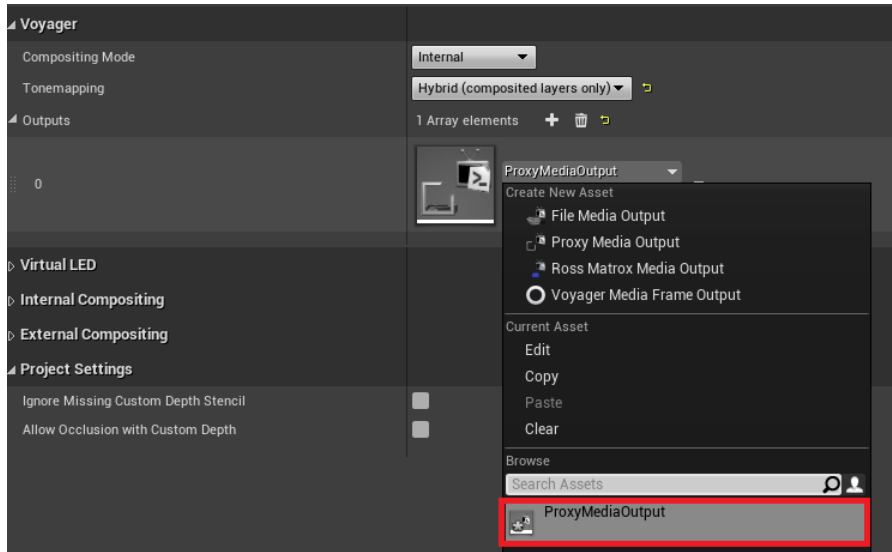 Voyager
Compositing Mode
Internal
Tonemapping
Hybrid (composited layers only)
Outputs
1 Array elements
0
ProxyMediaOutput
Create New Asset
File Media Output
Proxy Media Output
Ross Matrox Media Output
Voyager Media Frame Output
Virtual LED
Internal Compositing
External Compositing
Project Settings
Ignore Missing Custom Depth Stencil
Allow Occlusion with Custom Depth
Current Asset
Edit
Copy
Paste
Clear
Browse
Search Assets
ProxyMediaOutput